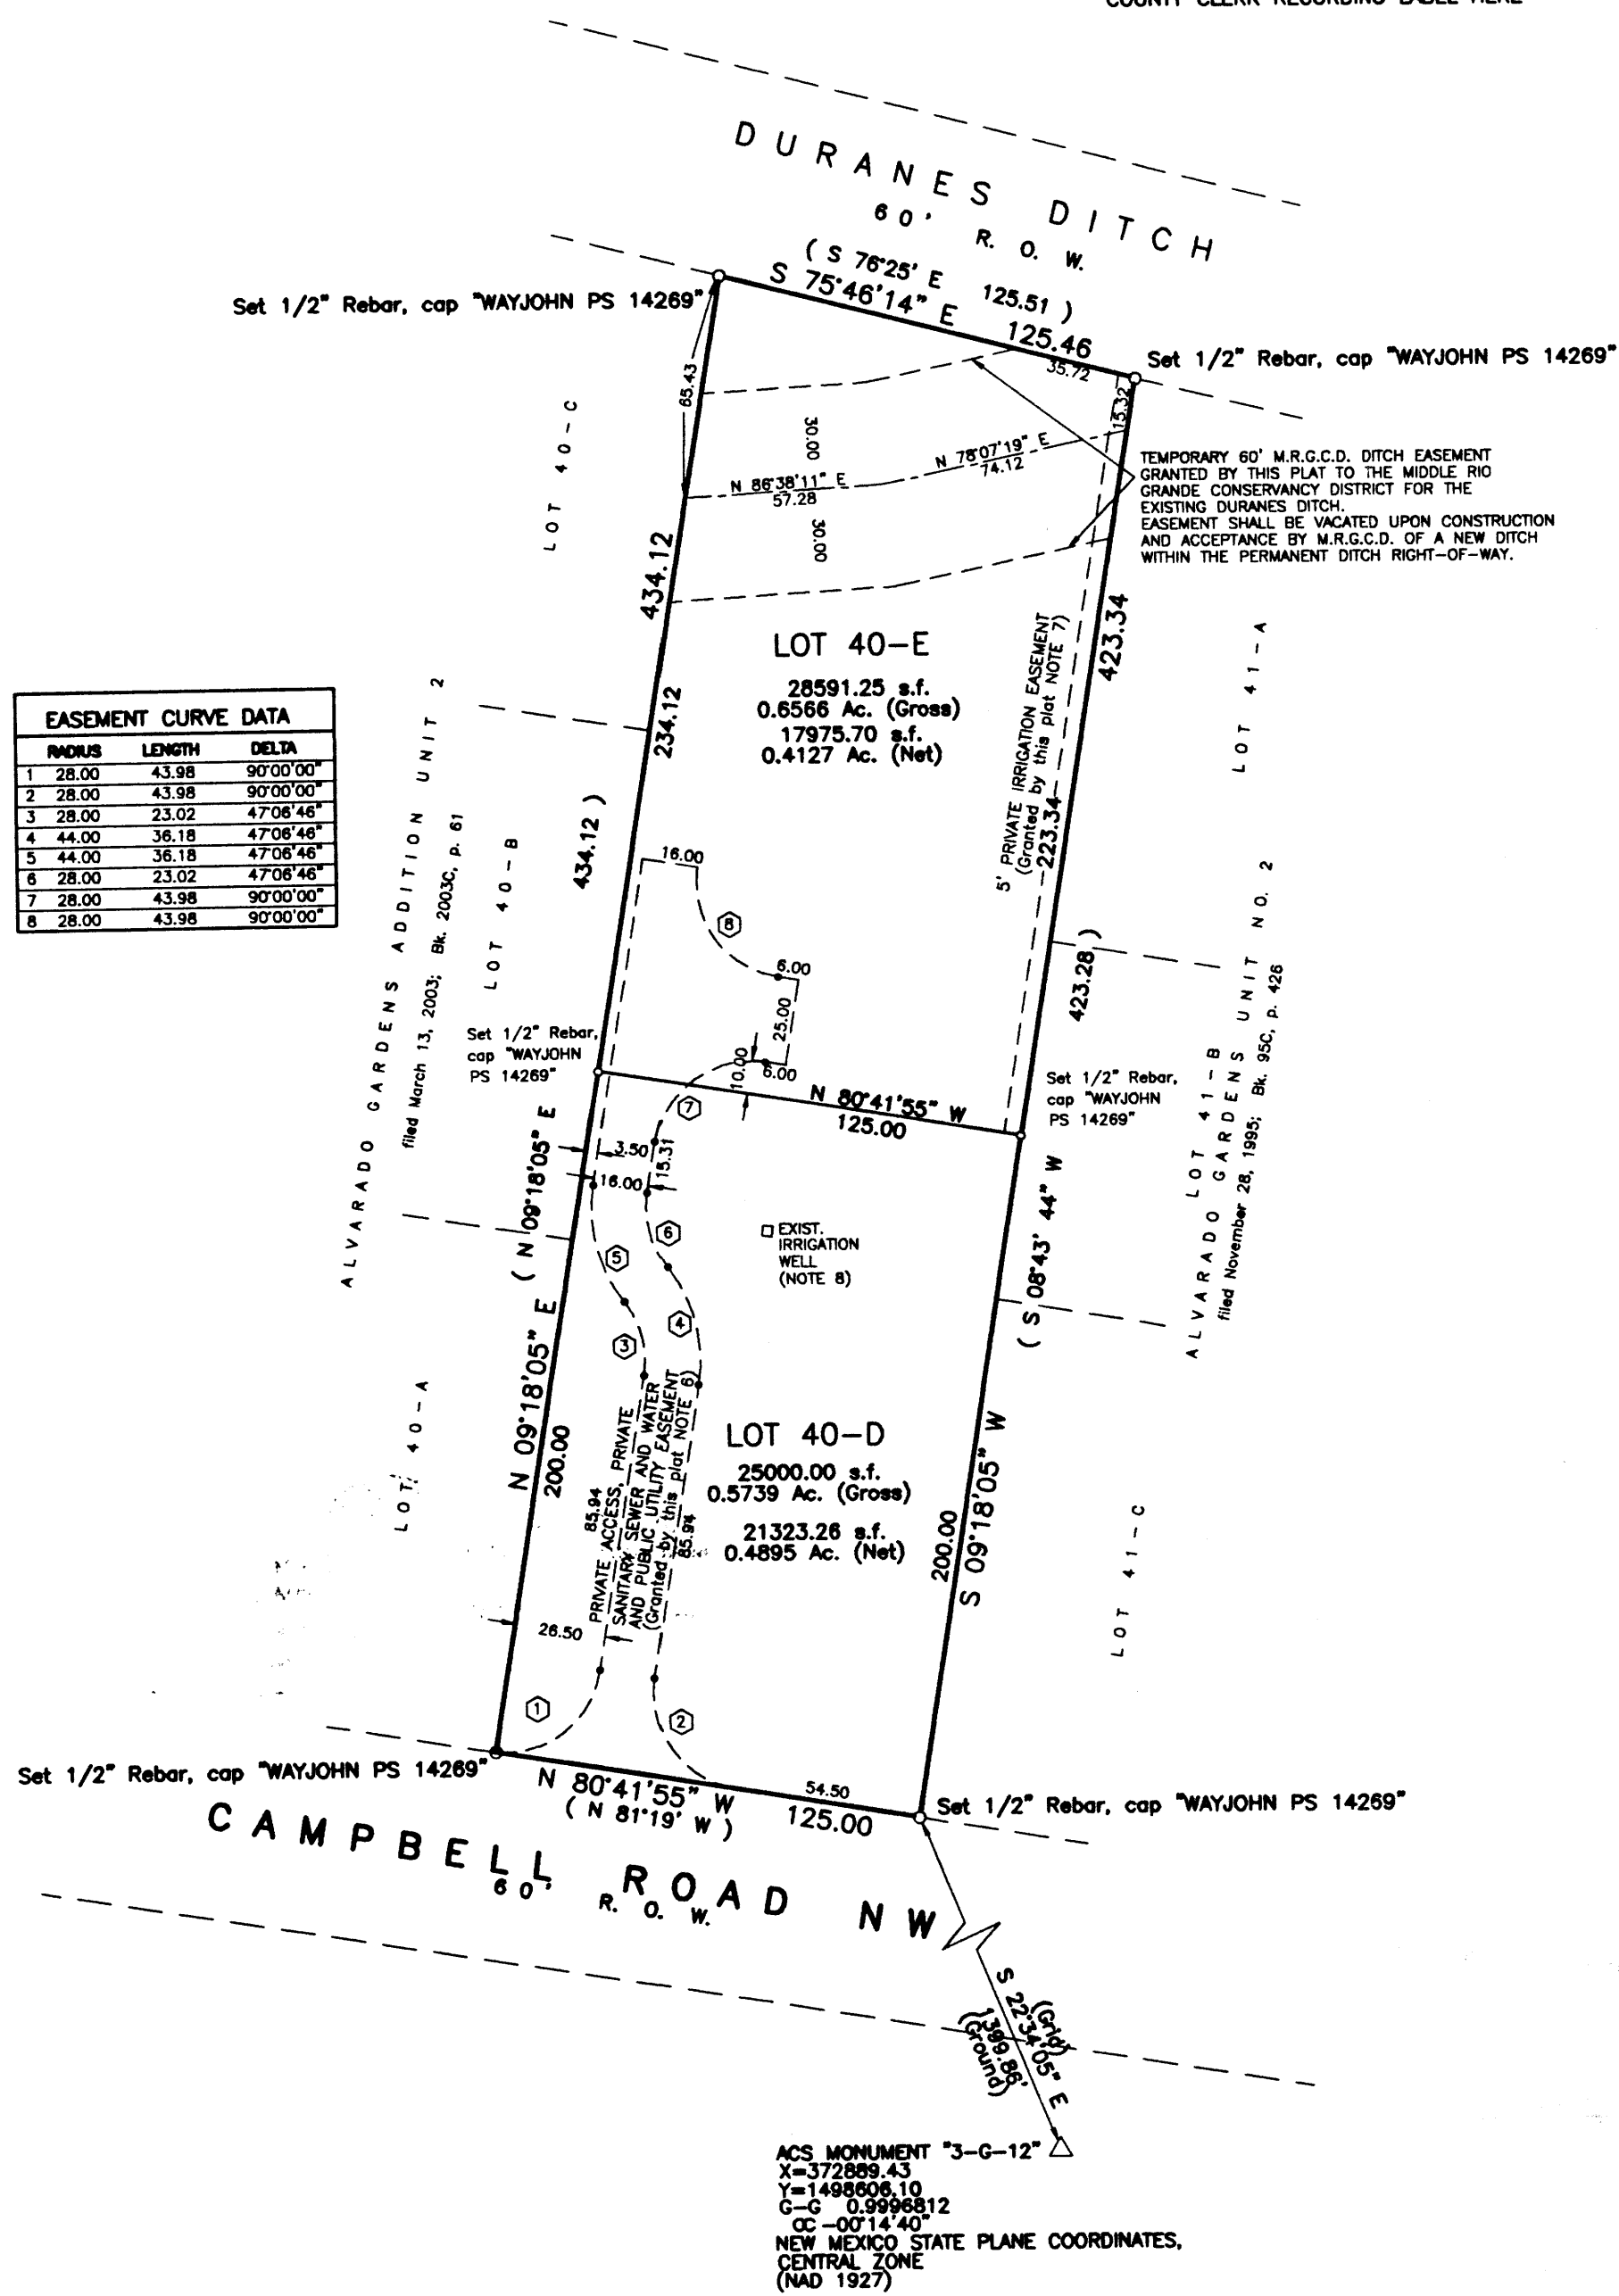 COUNTY CLERK RECORDING LABEL HERE
DURANES DITCH
60' R. O. W.
( S 76°25' E 125.51 )
S 75°46'14" E 125.46
Set 1/2" Rebar, cap "WAYJOHN PS 14269"
Set 1/2" Rebar, cap "WAYJOHN PS 14269"
35.72
15.32
65.43
LOT 40-C
30.00
N 78°07'19" E
74.12
N 86°38'11" E
57.28
30.00
TEMPORARY 60' M.R.G.C.D. DITCH EASEMENT
GRANTED BY THIS PLAT TO THE MIDDLE RIO
GRANDE CONSERVANCY DISTRICT FOR THE
EXISTING DURANES DITCH.
EASEMENT SHALL BE VACATED UPON CONSTRUCTION
AND ACCEPTANCE BY M.R.G.C.D. OF A NEW DITCH
WITHIN THE PERMANENT DITCH RIGHT-OF-WAY.
434.12
423.34
LOT 40-E
28591.25 s.f.
0.6566 Ac. (Gross)
17975.70 s.f.
0.4127 Ac. (Net)
234.12
5' PRIVATE IRRIGATION EASEMENT
(Granted by this plat NOTE 7)
223.34
LOT 41-A
EASEMENT CURVE DATA
RADIUS LENGTH DELTA
1 28.00 43.98 90°00'00"
2 28.00 43.98 90°00'00"
3 28.00 23.02 47°06'46"
4 44.00 36.18 47°06'46"
5 44.00 36.18 47°06'46"
6 28.00 23.02 47°06'46"
7 28.00 43.98 90°00'00"
8 28.00 43.98 90°00'00"
ALVARADO GARDENS ADDITION UNIT 2
filed March 13, 2003; Bk. 2003C, p. 61
LOT 40-B
434.12 )
16.00
8
6.00
25.00
10.00
6.00
423.28 )
LOT 41-B
ALVARADO GARDENS UNIT NO. 2
filed November 28, 1995; Bk. 95C, p. 426
Set 1/2" Rebar,
cap "WAYJOHN
PS 14269"
N 80°41'55" W
125.00
Set 1/2" Rebar,
cap "WAYJOHN
PS 14269"
7
3.50
15.31
16.00
( N 09°18'05" E
( S 08°43' 44" W
EXIST.
IRRIGATION
WELL
(NOTE 8)
6
5
4
3
N 09°18'05" E
200.00
LOT 40-A
85.94
PRIVATE ACCESS, PRIVATE
SANITARY SEWER AND WATER
AND PUBLIC UTILITY EASEMENT
(Granted by this plat NOTE 6)
85.94
LOT 40-D
25000.00 s.f.
0.5739 Ac. (Gross)
21323.26 s.f.
0.4895 Ac. (Net)
200.00
S 09°18'05" W
LOT 41-C
26.50
1
2
Set 1/2" Rebar, cap "WAYJOHN PS 14269"
N 80°41'55" W
( N 81°19' W )
54.50
125.00
Set 1/2" Rebar, cap "WAYJOHN PS 14269"
CAMPBELL ROAD NW
60' R. O. W.
(Grid)
S 22°34'05" E
1399.86'
(Ground)
ACS MONUMENT "3-G-12"
X=372889.43
Y=1498606.10
G-G 0.9996812
∝ -00°14'40"
NEW MEXICO STATE PLANE COORDINATES,
CENTRAL ZONE
(NAD 1927)